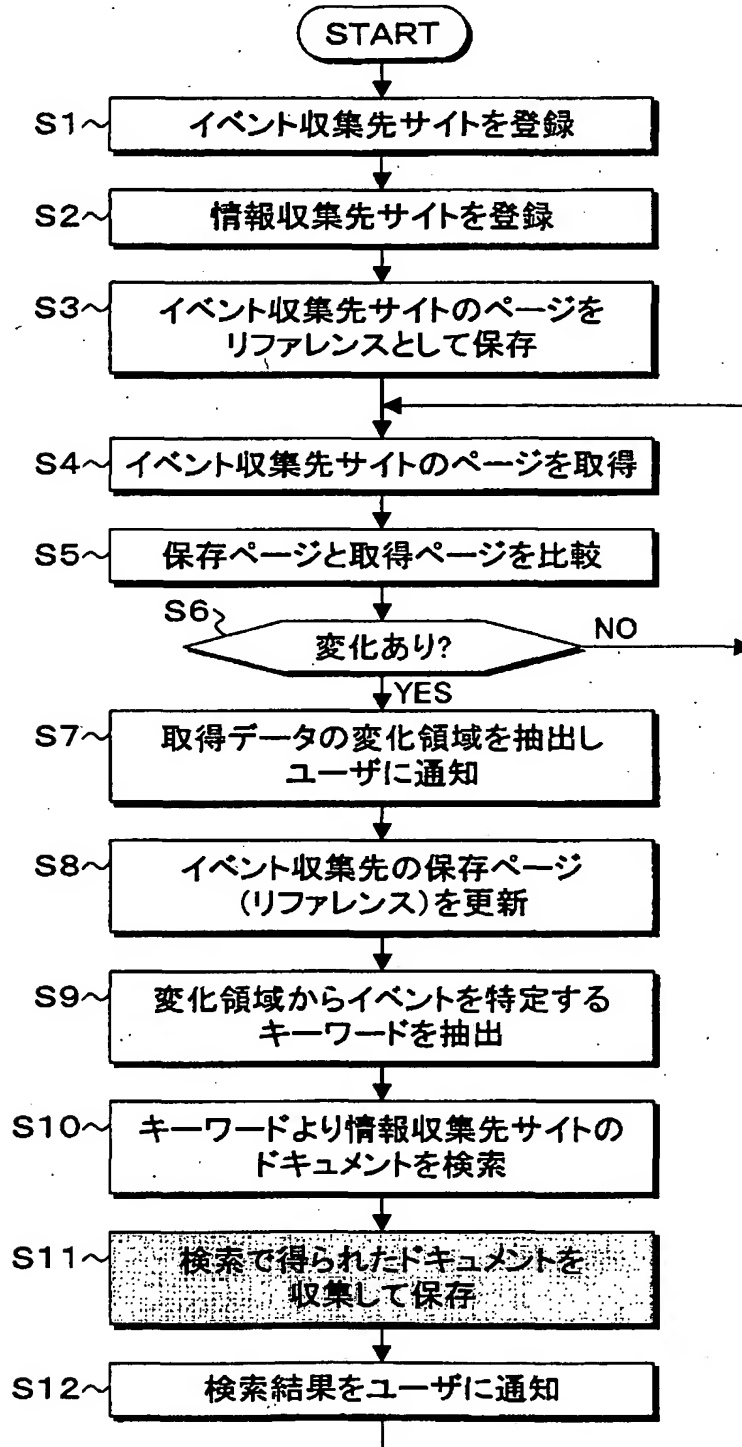 START
S1~ イベント収集先サイトを登録
S2~ 情報収集先サイトを登録
S3~ イベント収集先サイトのページを
リファレンスとして保存
S4~ イベント収集先サイトのページを取得
S5~ 保存ページと取得ページを比較
S6
変化あり?
NO
YES
S7~ 取得データの変化領域を抽出し
ユーザに通知
S8~ イベント収集先の保存ページ
(リファレンス)を更新
S9~ 変化領域からイベントを特定する
キーワードを抽出
S10~ キーワードより情報収集先サイトの
ドキュメントを検索
S11~ 検索で得られたドキュメントを
収集して保存
S12~ 検索結果をユーザに通知